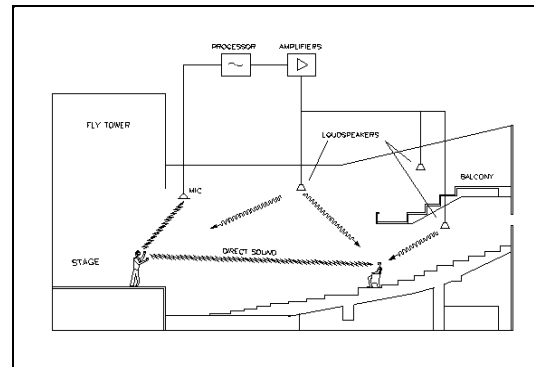 PROCESSOR
AMPLIFIERS
FLY TOWER
LOUDSPEAKERS
MIC
BALCONY
DIRECT SOUND
STAGE